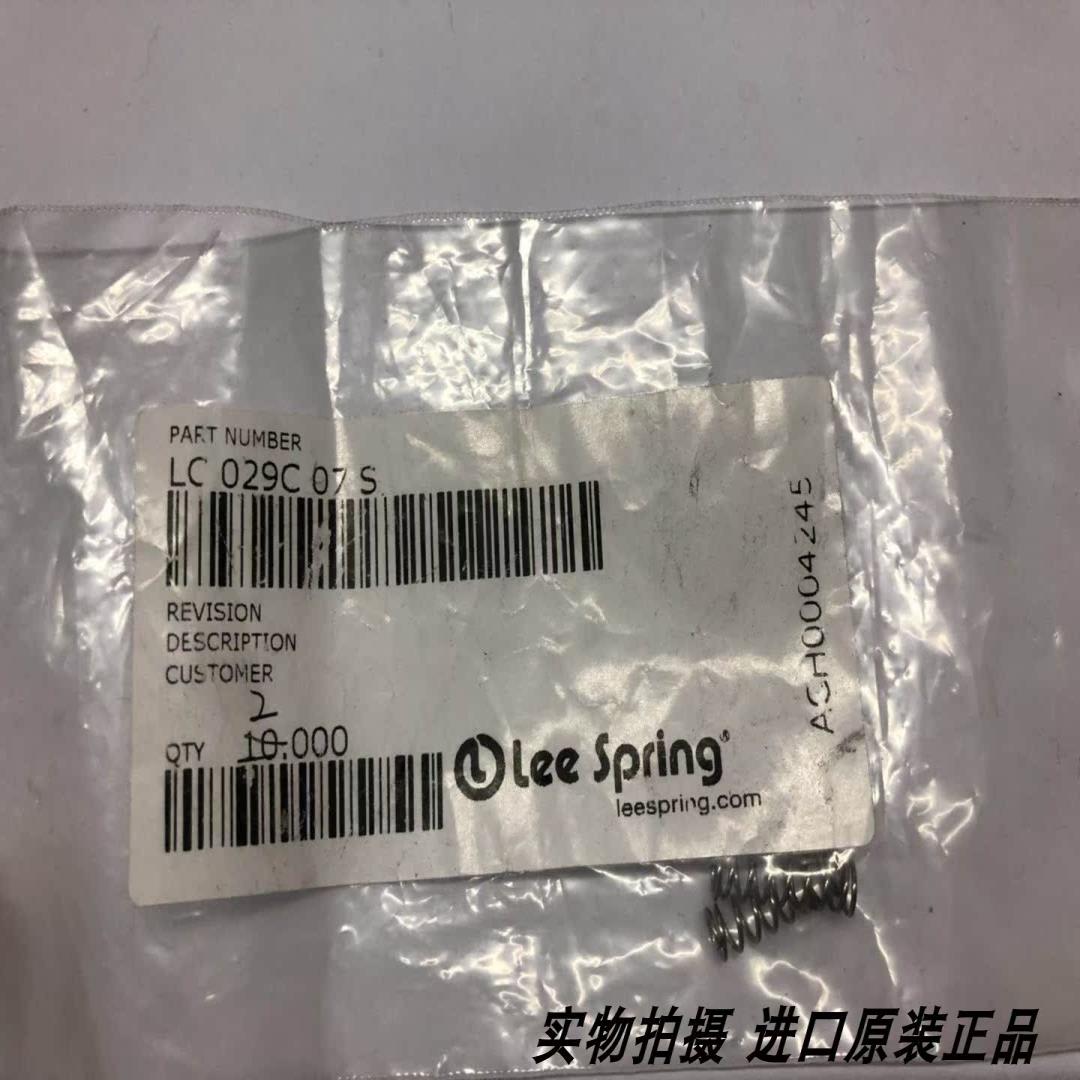 PART NUMBER
LC 029C 07 S
REVISION
DESCRIPTION
CUSTOMER
2
QTY 10.000
Lee Spring®
leespring.com
ASH0004245
实物拍摄 进口原装正品